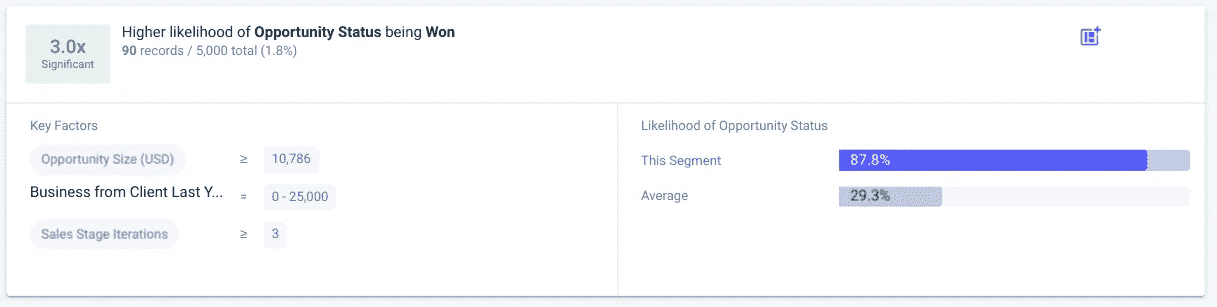 3.0x
Significant
Higher likelihood of Opportunity Status being Won
90 records / 5,000 total (1.8%)
Key Factors
Opportunity Size (USD) ≥ 10,786
Business from Client Last Y... = 0 - 25,000
Sales Stage Iterations ≥ 3
Likelihood of Opportunity Status
This Segment 87.8%
Average 29.3%